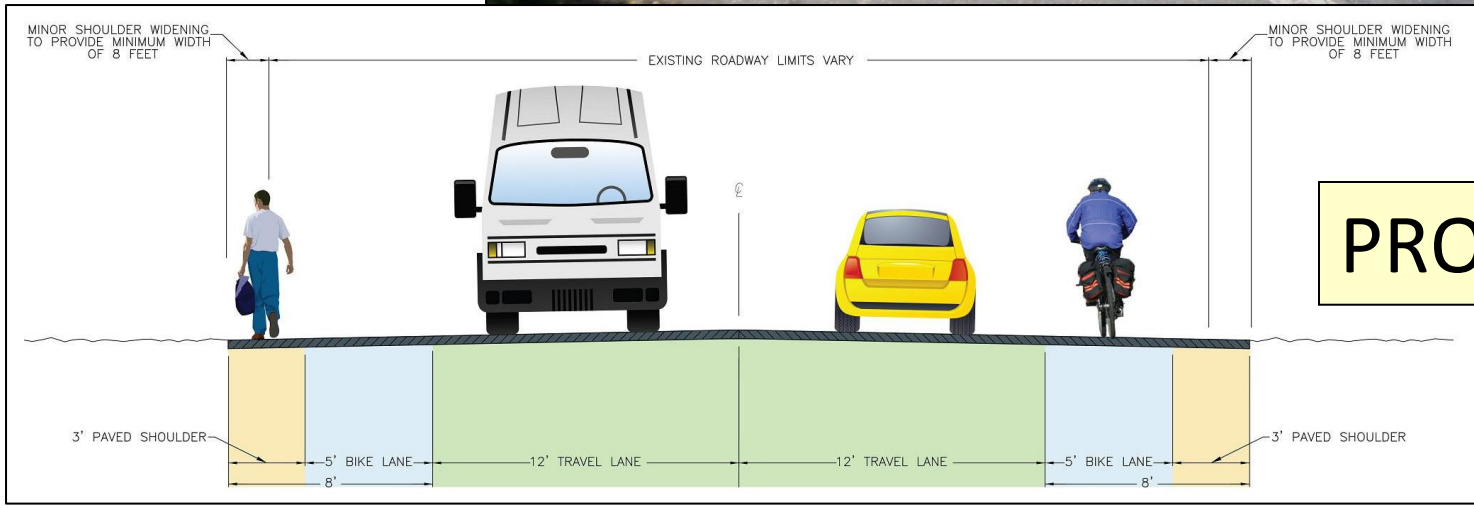 MINOR SHOULDER WIDENING
TO PROVIDE MINIMUM WIDTH
OF 8 FEET
EXISTING ROADWAY LIMITS VARY
MINOR SHOULDER WIDENING
TO PROVIDE MINIMUM WIDTH
OF 8 FEET
℄
PRO
3' PAVED SHOULDER
3' PAVED SHOULDER
5' BIKE LANE
12' TRAVEL LANE
12' TRAVEL LANE
5' BIKE LANE
8'
8'